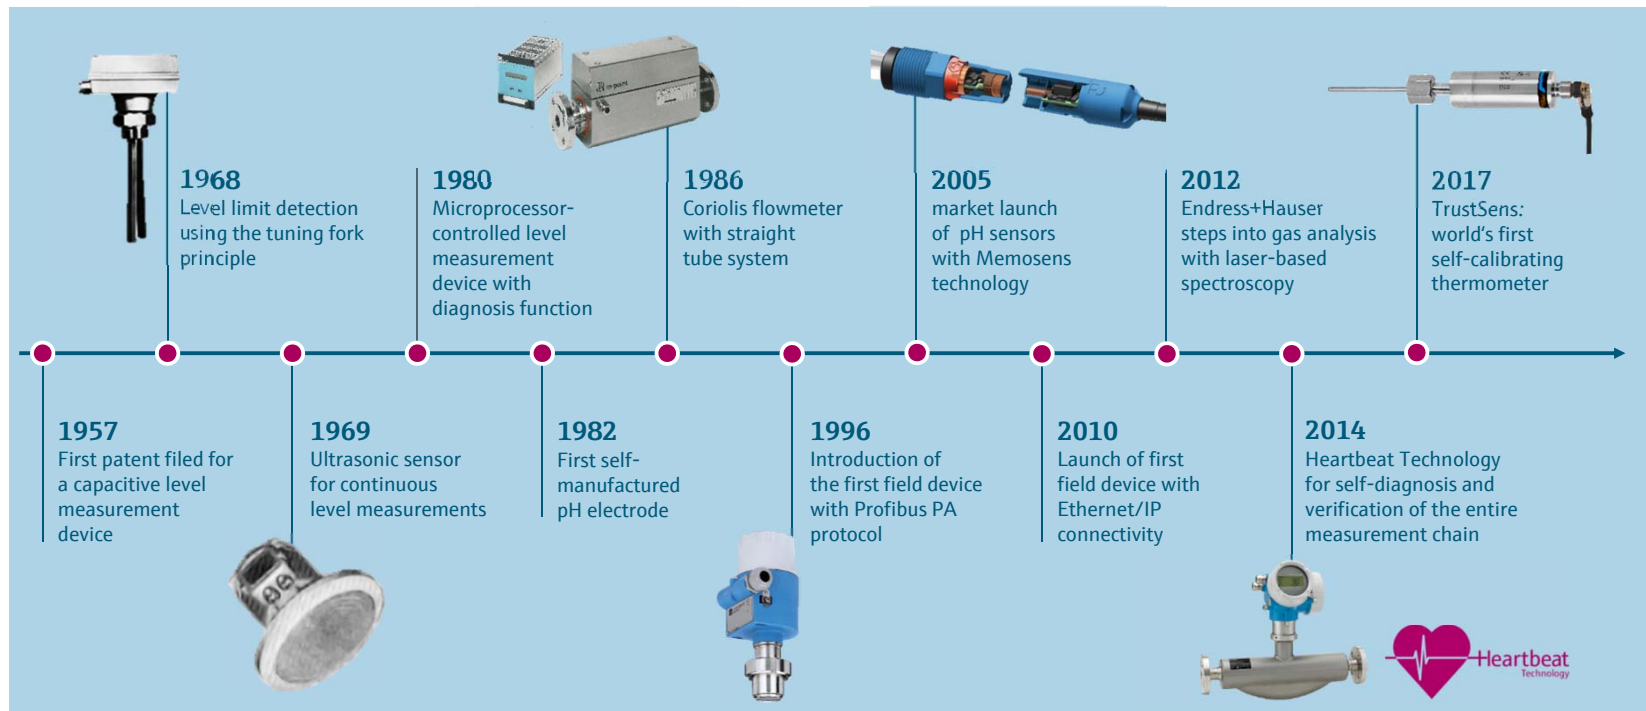 1968
Level limit detection
using the tuning fork
principle
1980
Microprocessor-
controlled level
measurement
device with
diagnosis function
1986
Coriolis flowmeter
with straight
tube system
2005
market launch
of pH sensors
with Memosens
technology
2012
Endress+Hauser
steps into gas analysis
with laser-based
spectroscopy
2017
TrustSens:
world's first
self-calibrating
thermometer
1957
First patent filed for
a capacitive level
measurement
device
1969
Ultrasonic sensor
for continuous
level measurements
1982
First self-
manufactured
pH electrode
1996
Introduction of
the first field device
with Profibus PA
protocol
2010
Launch of first
field device with
Ethernet/IP
connectivity
2014
Heartbeat Technology
for self-diagnosis and
verification of the entire
measurement chain
Heartbeat
Technology